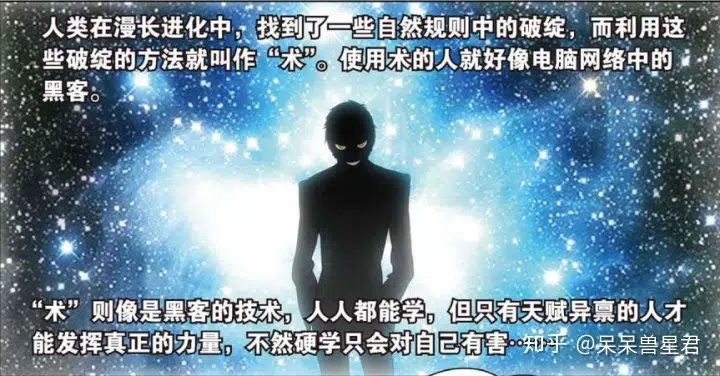 人类在漫长进化中，找到了一些自然规则中的破绽，而利用这
些破绽的方法就叫作“术”。使用术的人就好像电脑网络中的
黑客。
“术”则像是黑客的技术，人人都能学，但只有天赋异禀的人才
能发挥真正的力量，不然硬学只会对自己有害……
知乎 @呆呆兽星君